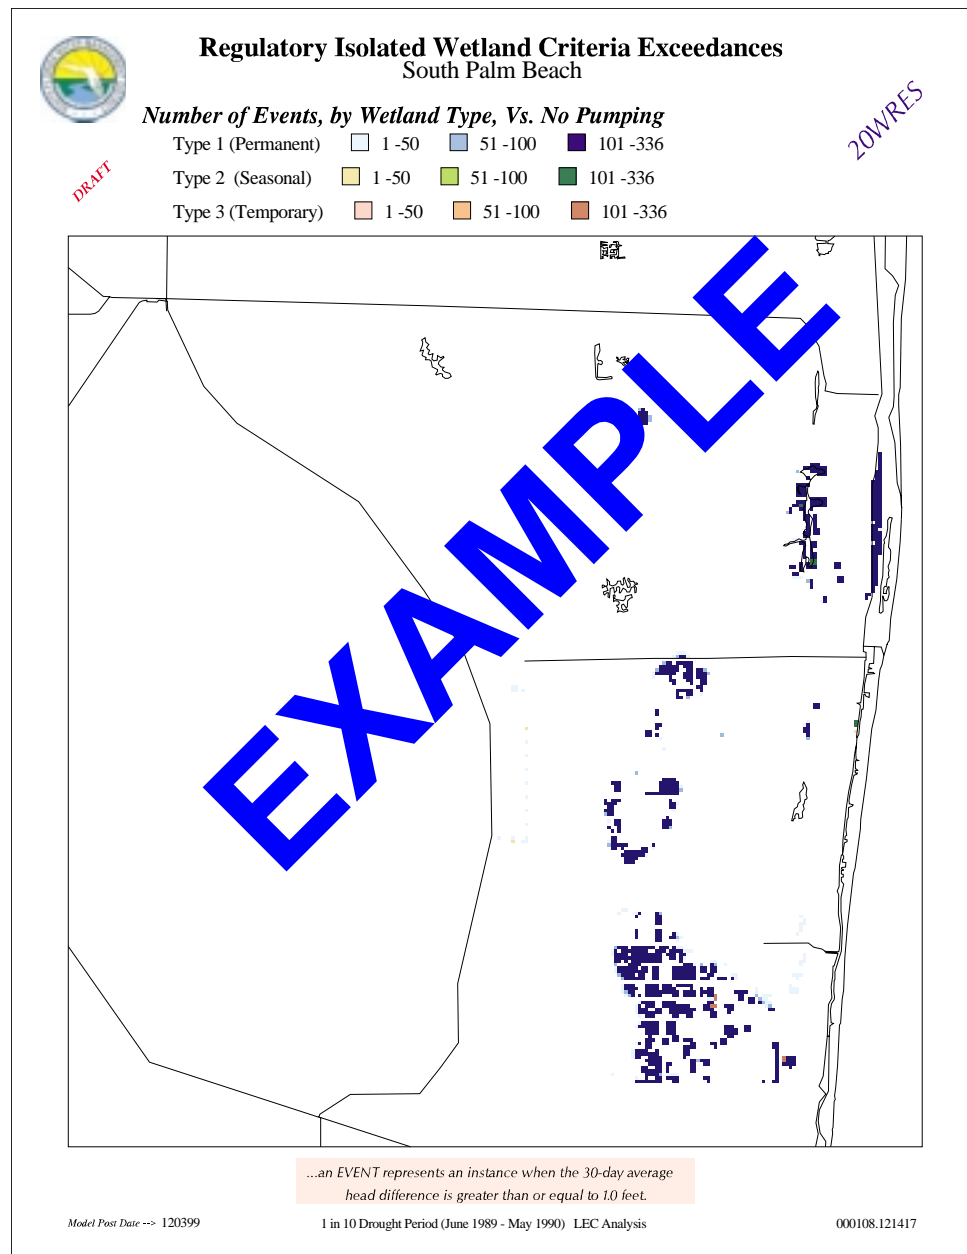 Regulatory Isolated Wetland Criteria Exceedances
South Palm Beach
Number of Events, by Wetland Type, Vs. No Pumping
20WRES
DRAFT
Type 1 (Permanent) 1 -50 51 -100 101 -336
Type 2 (Seasonal) 1 -50 51 -100 101 -336
Type 3 (Temporary) 1 -50 51 -100 101 -336
EXAMPLE
...an EVENT represents an instance when the 30-day average
head difference is greater than or equal to 1.0 feet.
Model Post Date --> 120399 1 in 10 Drought Period (June 1989 - May 1990) LEC Analysis 000108.121417